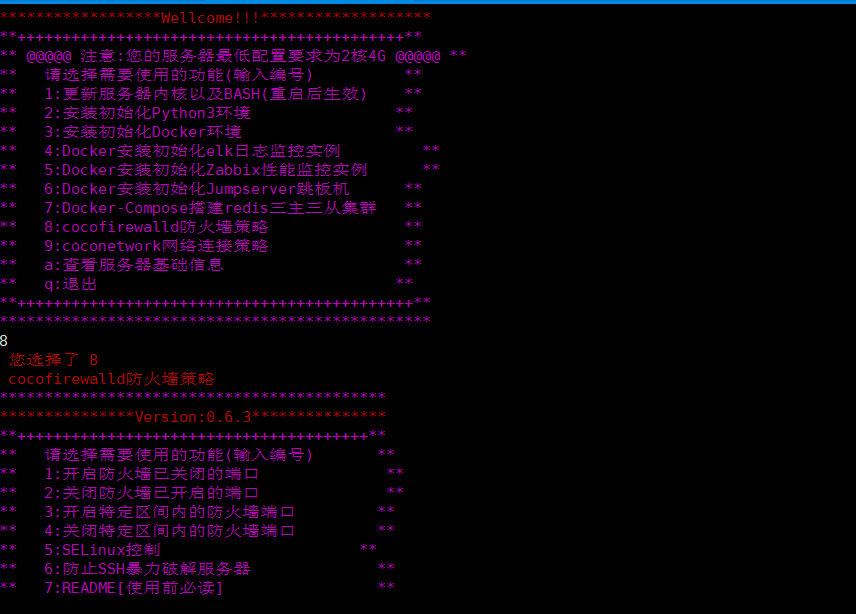 ******************Wellcome!!!*******************
**+++++++++++++++++++++++++++++++++++++++++++**
** @@@@@ 注意:您的服务器最低配置要求为2核4G @@@@@ **
** 请选择需要使用的功能(输入编号) **
** 1:更新服务器内核以及BASH(重启后生效) **
** 2:安装初始化Python3环境 **
** 3:安装初始化Docker环境 **
** 4:Docker安装初始化elk日志监控实例 **
** 5:Docker安装初始化Zabbix性能监控实例 **
** 6:Docker安装初始化Jumpserver跳板机 **
** 7:Docker-Compose搭建redis三主三从集群 **
** 8:cocofirewalld防火墙策略 **
** 9:coconetwork网络连接策略 **
** a:查看服务器基础信息 **
** q:退出 **
**++++++++++++++++++++++++++++++++++++++++++++**
************************************************
8
您选择了 8
cocofirewalld防火墙策略
*******************************************
***************Version:0.6.3***************
**+++++++++++++++++++++++++++++++++++++++**
** 请选择需要使用的功能(输入编号) **
** 1:开启防火墙已关闭的端口 **
** 2:关闭防火墙已开启的端口 **
** 3:开启特定区间内的防火墙端口 **
** 4:关闭特定区间内的防火墙端口 **
** 5:SELinux控制 **
** 6:防止SSH暴力破解服务器 **
** 7:README[使用前必读] **